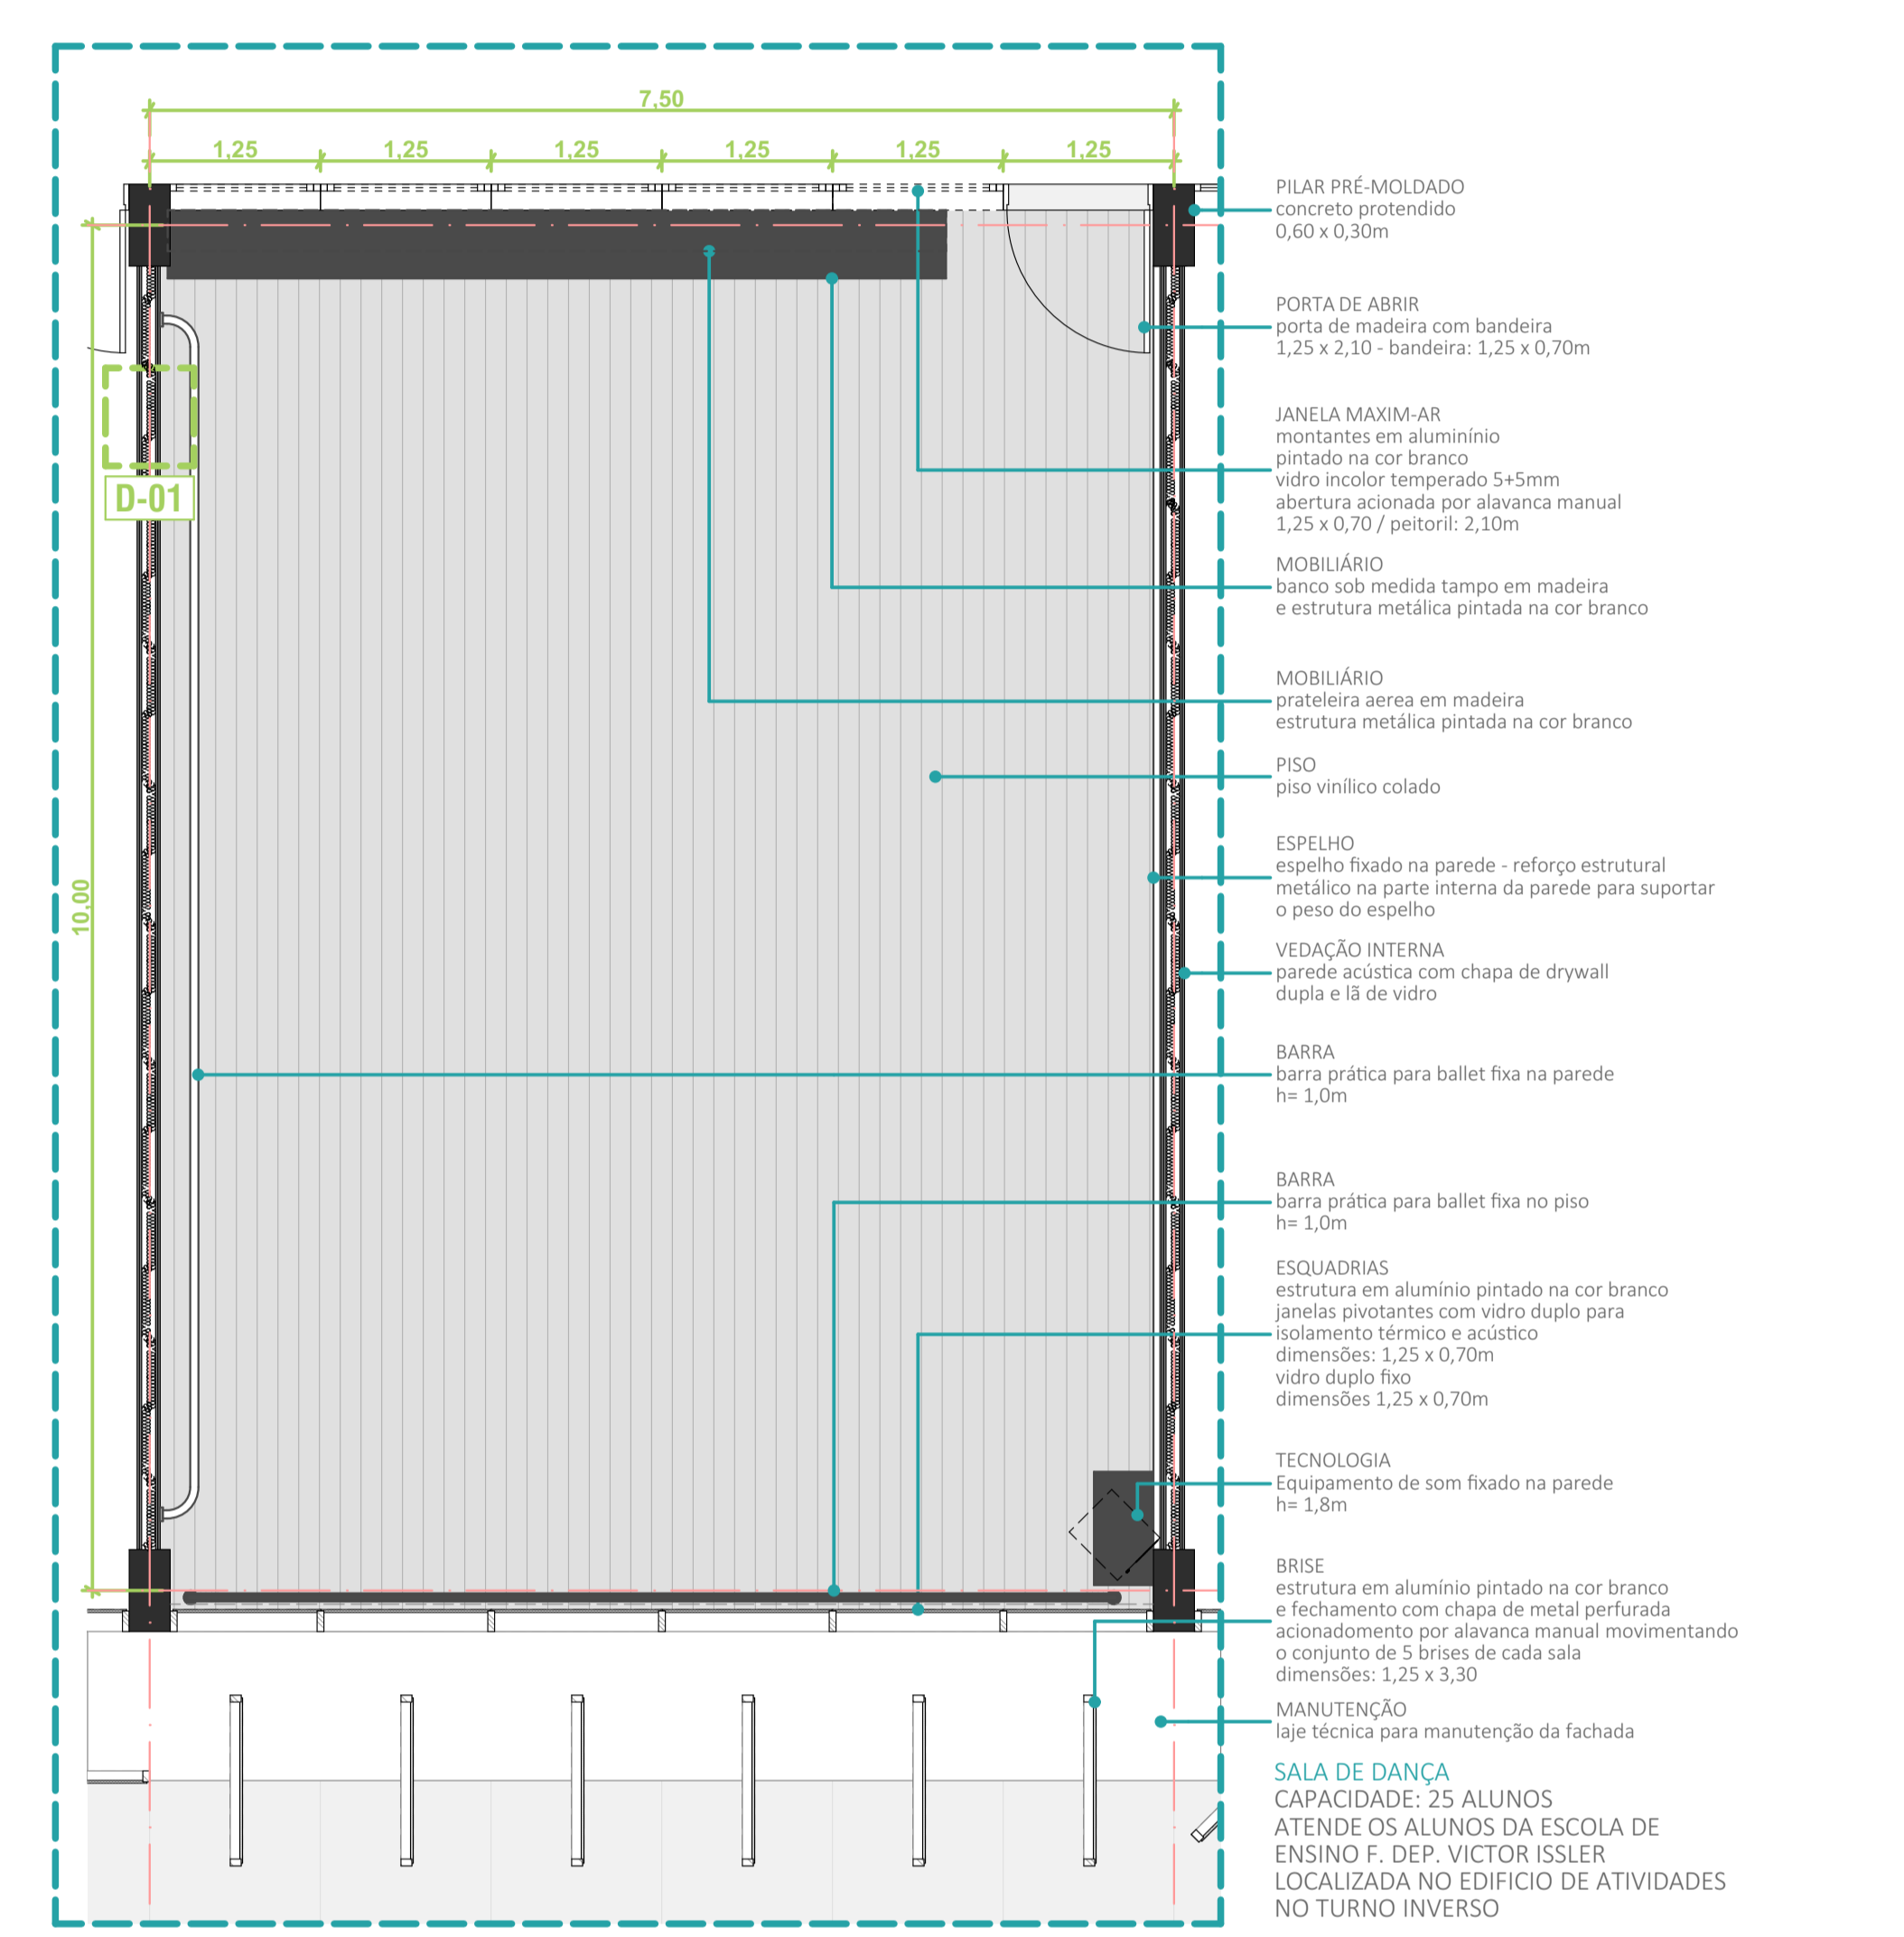 7,50
1,25
1,25
1,25
1,25
1,25
1,25
10,00
D-01
PILAR PRÉ-MOLDADO
concreto protendido
0,60 x 0,30m
PORTA DE ABRIR
porta de madeira com bandeira
1,25 x 2,10 - bandeira: 1,25 x 0,70m
JANELA MAXIM-AR
montantes em aluminínio
pintado na cor branco
vidro incolor temperado 5+5mm
abertura acionada por alavanca manual
1,25 x 0,70 / peitoril: 2,10m
MOBILIÁRIO
banco sob medida tampo em madeira
e estrutura metálica pintada na cor branco
MOBILIÁRIO
prateleira aerea em madeira
estrutura metálica pintada na cor branco
PISO
piso vinílico colado
ESPELHO
espelho fixado na parede - reforço estrutural
metálico na parte interna da parede para suportar
o peso do espelho
VEDAÇÃO INTERNA
parede acústica com chapa de drywall
dupla e lã de vidro
BARRA
barra prática para ballet fixa na parede
h= 1,0m
BARRA
barra prática para ballet fixa no piso
h= 1,0m
ESQUADRIAS
estrutura em alumínio pintado na cor branco
janelas pivotantes com vidro duplo para
isolamento térmico e acústico
dimensões: 1,25 x 0,70m
vidro duplo fixo
dimensões 1,25 x 0,70m
TECNOLOGIA
Equipamento de som fixado na parede
h= 1,8m
BRISE
estrutura em alumínio pintado na cor branco
e fechamento com chapa de metal perfurada
acionadomento por alavanca manual movimentando
o conjunto de 5 brises de cada sala
dimensões: 1,25 x 3,30
MANUTENÇÃO
laje técnica para manutenção da fachada
SALA DE DANÇA
CAPACIDADE: 25 ALUNOS
ATENDE OS ALUNOS DA ESCOLA DE
ENSINO F. DEP. VICTOR ISSLER
LOCALIZADA NO EDIFICIO DE ATIVIDADES
NO TURNO INVERSO